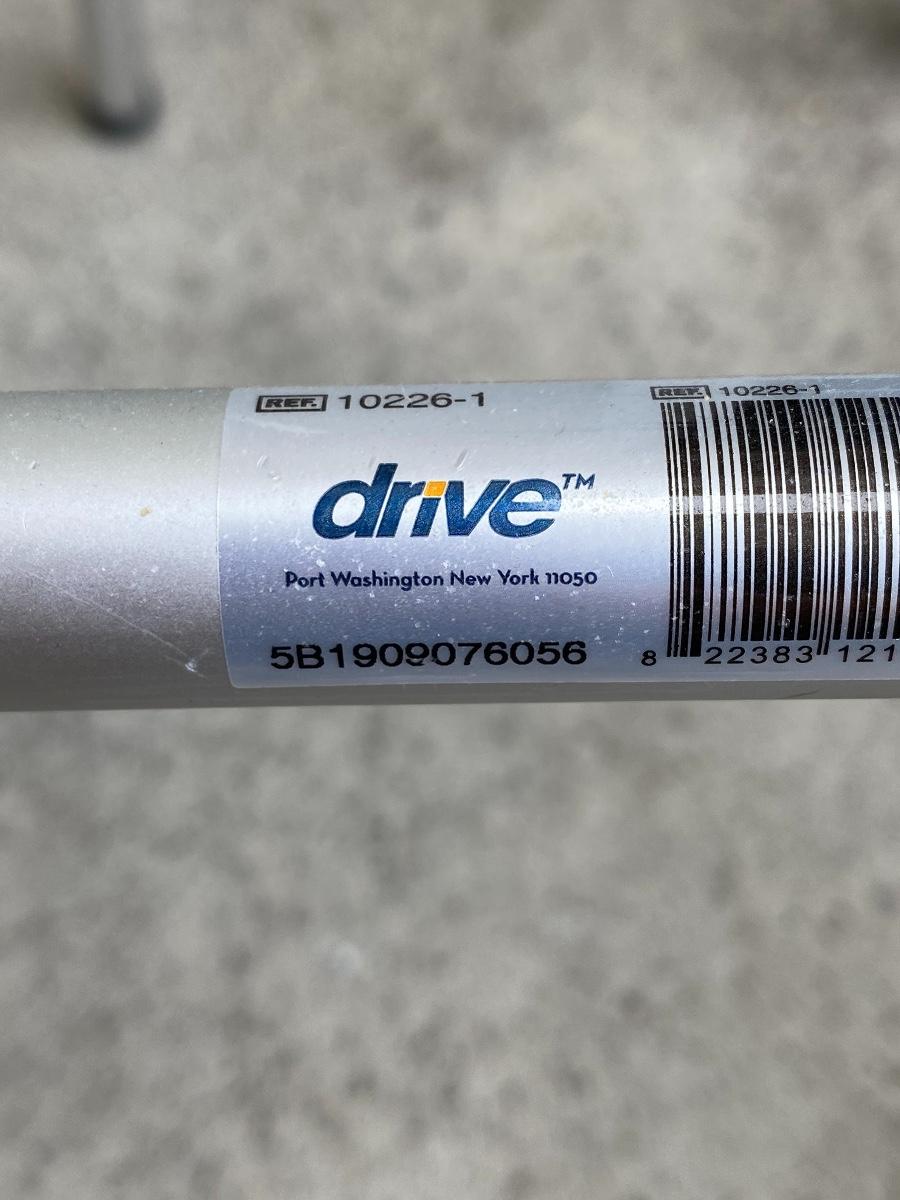 REF. 10226-1
drive™
Port Washington New York 11050
5B1909076056
REF. 10226-1
8 22383 121